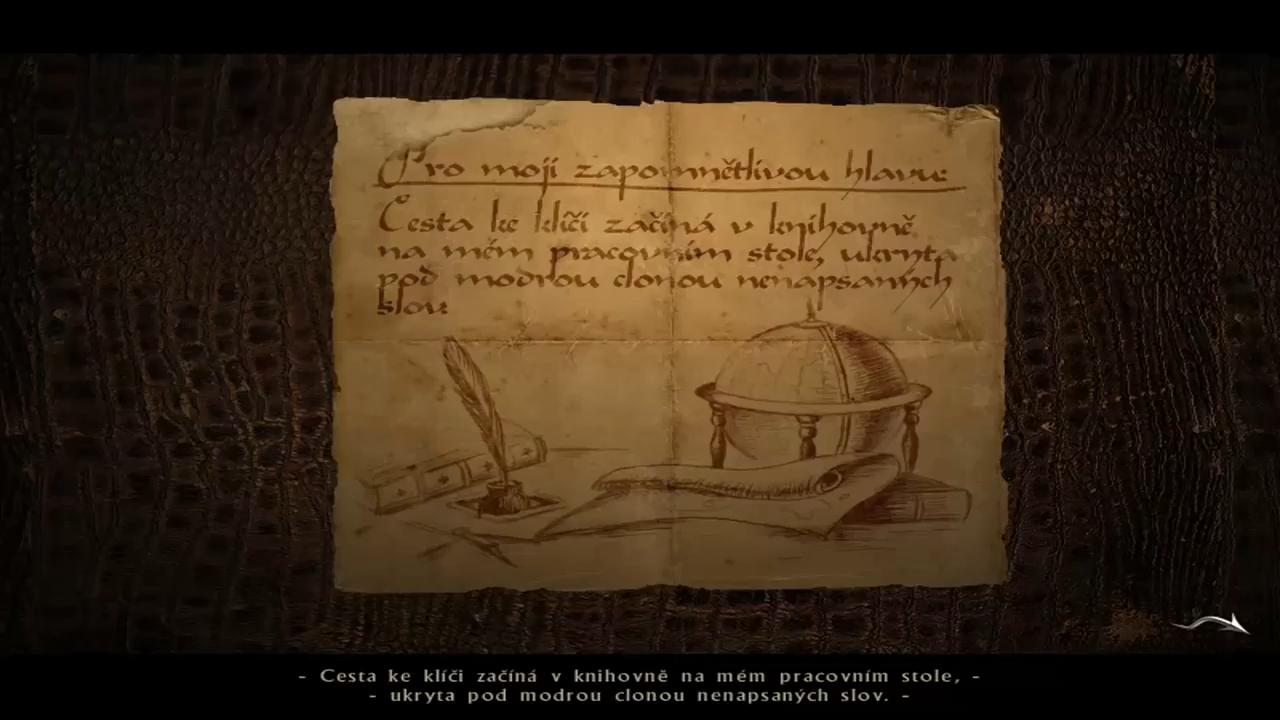 Pro moji zapomnětlivou hlavu
Cesta ke klíči začíná v knihovně
na mém pracovním stole, ukryta
pod modrou clonou nenapsaných
slov
- Cesta ke klíči začíná v knihovně na mém pracovním stole, -
- ukryta pod modrou clonou nenapsaných slov. -